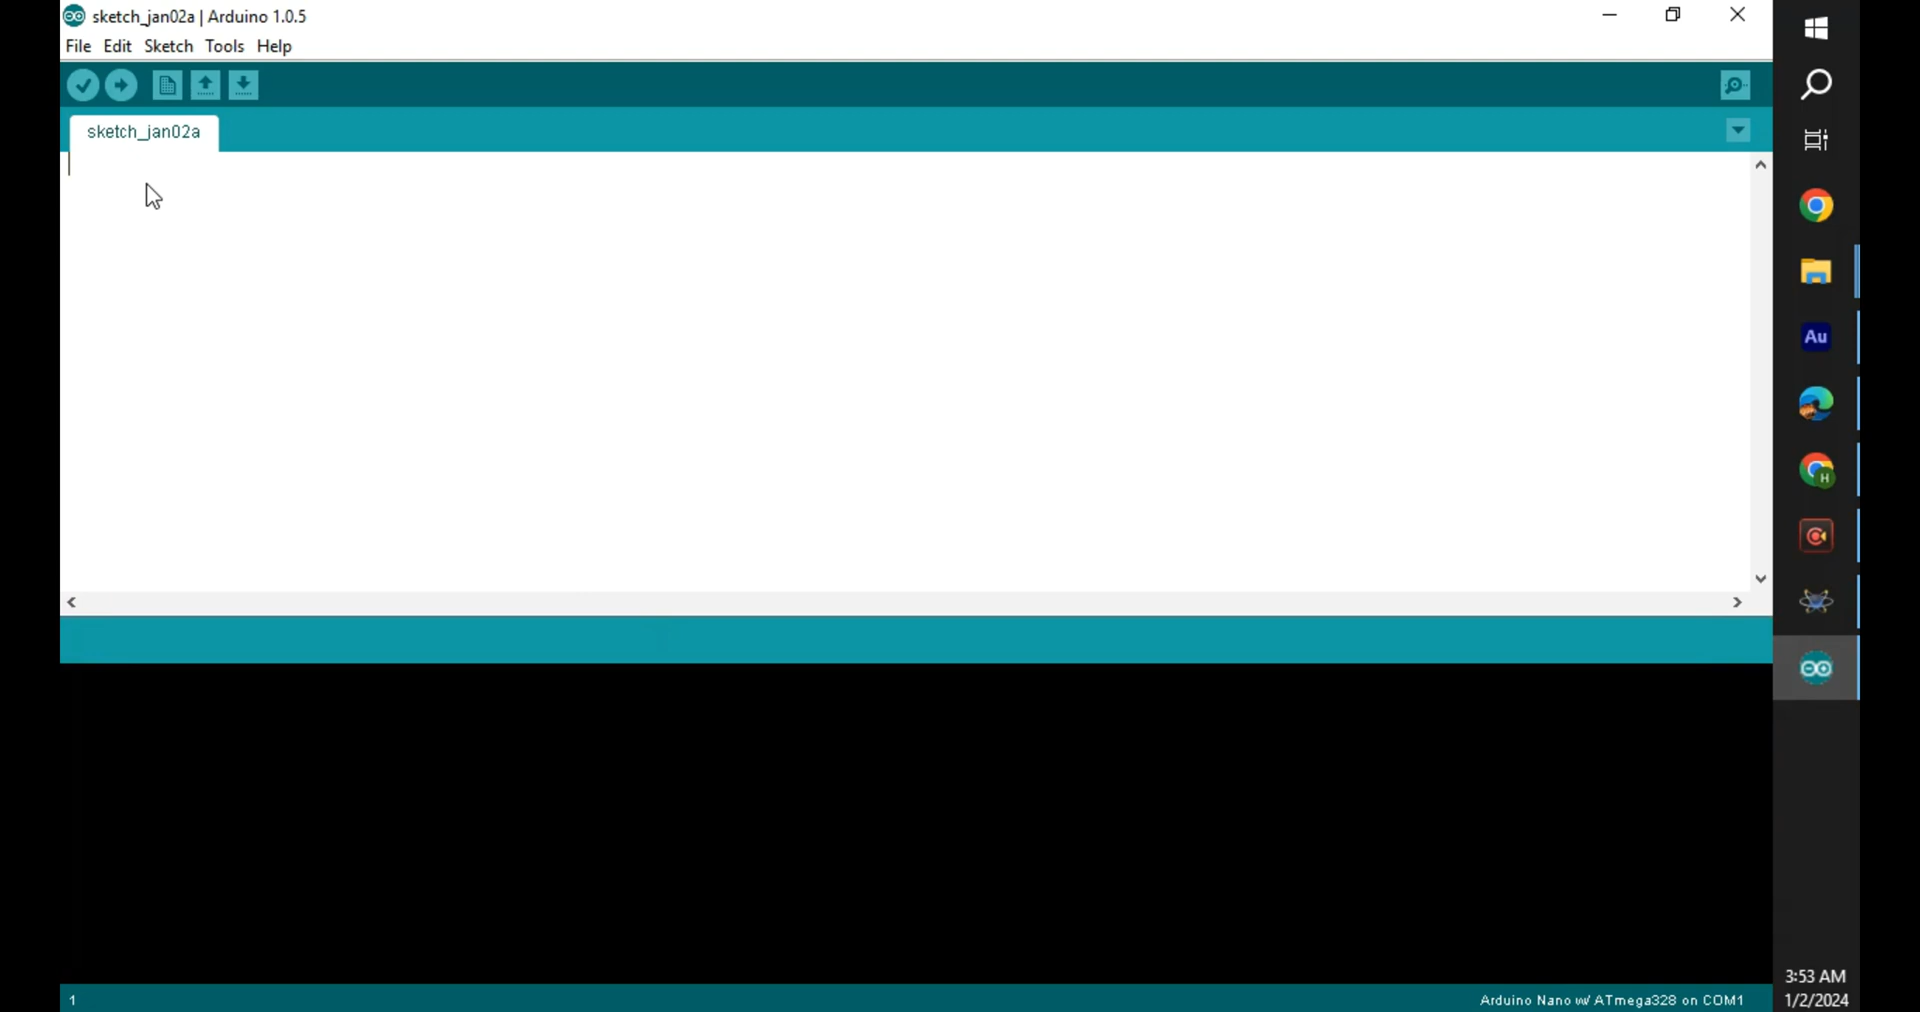 sketch_jan02a | Arduino 1.0.5
File Edit Sketch Tools Help
sketch_jan02a
Au
H
3:53 AM
1 Arduino Nano w/ ATmega328 on COM1
1/2/2024